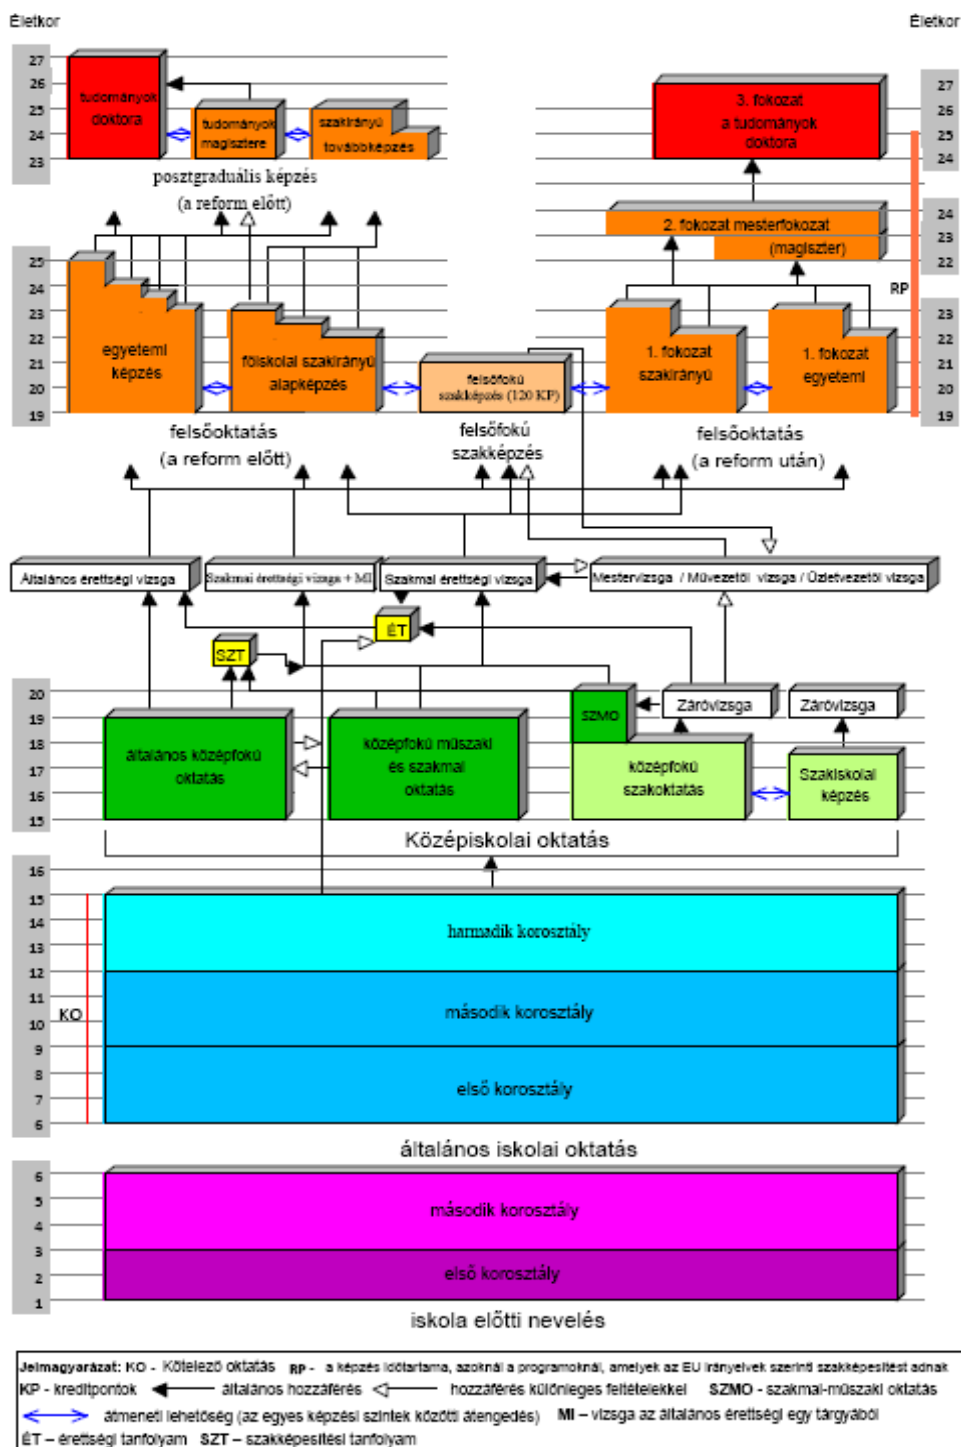 Életkor
Életkor
27
26
25
24
23
tudományok
doktora
tudományok
magisztere
szakirányú
továbbképzés
posztgraduális képzés
(a reform előtt)
3. fokozat
a tudományok
doktora
27
26
25
24
2. fokozat mesterfokozat
(magiszter)
24
23
22
RP
25
24
23
22
21
20
19
egyetemi
képzés
főiskolai szakirányú
alapképzés
felsőfokú
szakképzés (120 KP)
1. fokozat
szakirányú
1. fokozat
egyetemi
23
22
21
20
19
felsőoktatás
(a reform előtt)
felsőfokú
szakképzés
felsőoktatás
(a reform után)
Általános érettségi vizsga
Szakmai érettségi vizsga + MI
Szakmai érettségi vizsga
Mestervizsga / Művezetői vizsga / Üzletvezetői vizsga
ÉT
SZT
20
19
18
17
16
15
általános középfokú
oktatás
középfokú műszaki
és szakmai
oktatás
SZMO
középfokú
szakoktatás
Záróvizsga
Záróvizsga
Szakiskolai
képzés
Középiskolai oktatás
16
15
14
13
12
11
10
9
8
7
6
KO
harmadik korosztály
második korosztály
első korosztály
általános iskolai oktatás
6
5
4
3
2
1
második korosztály
első korosztály
iskola előtti nevelés
Jelmagyarázat: KO - Kötelező oktatás RP - a képzés időtartama, azoknál a programoknál, amelyek az EU irányelvek szerinti szakképesítést adnak
KP - kreditpontok általános hozzáférés hozzáférés különleges feltételekkel SZMO - szakmai-műszaki oktatás
átmeneti lehetőség (az egyes képzési szintek közötti átengedés) MI – vizsga az általános érettségi egy tárgyából
ÉT – érettségi tanfolyam SZT – szakképesítési tanfolyam